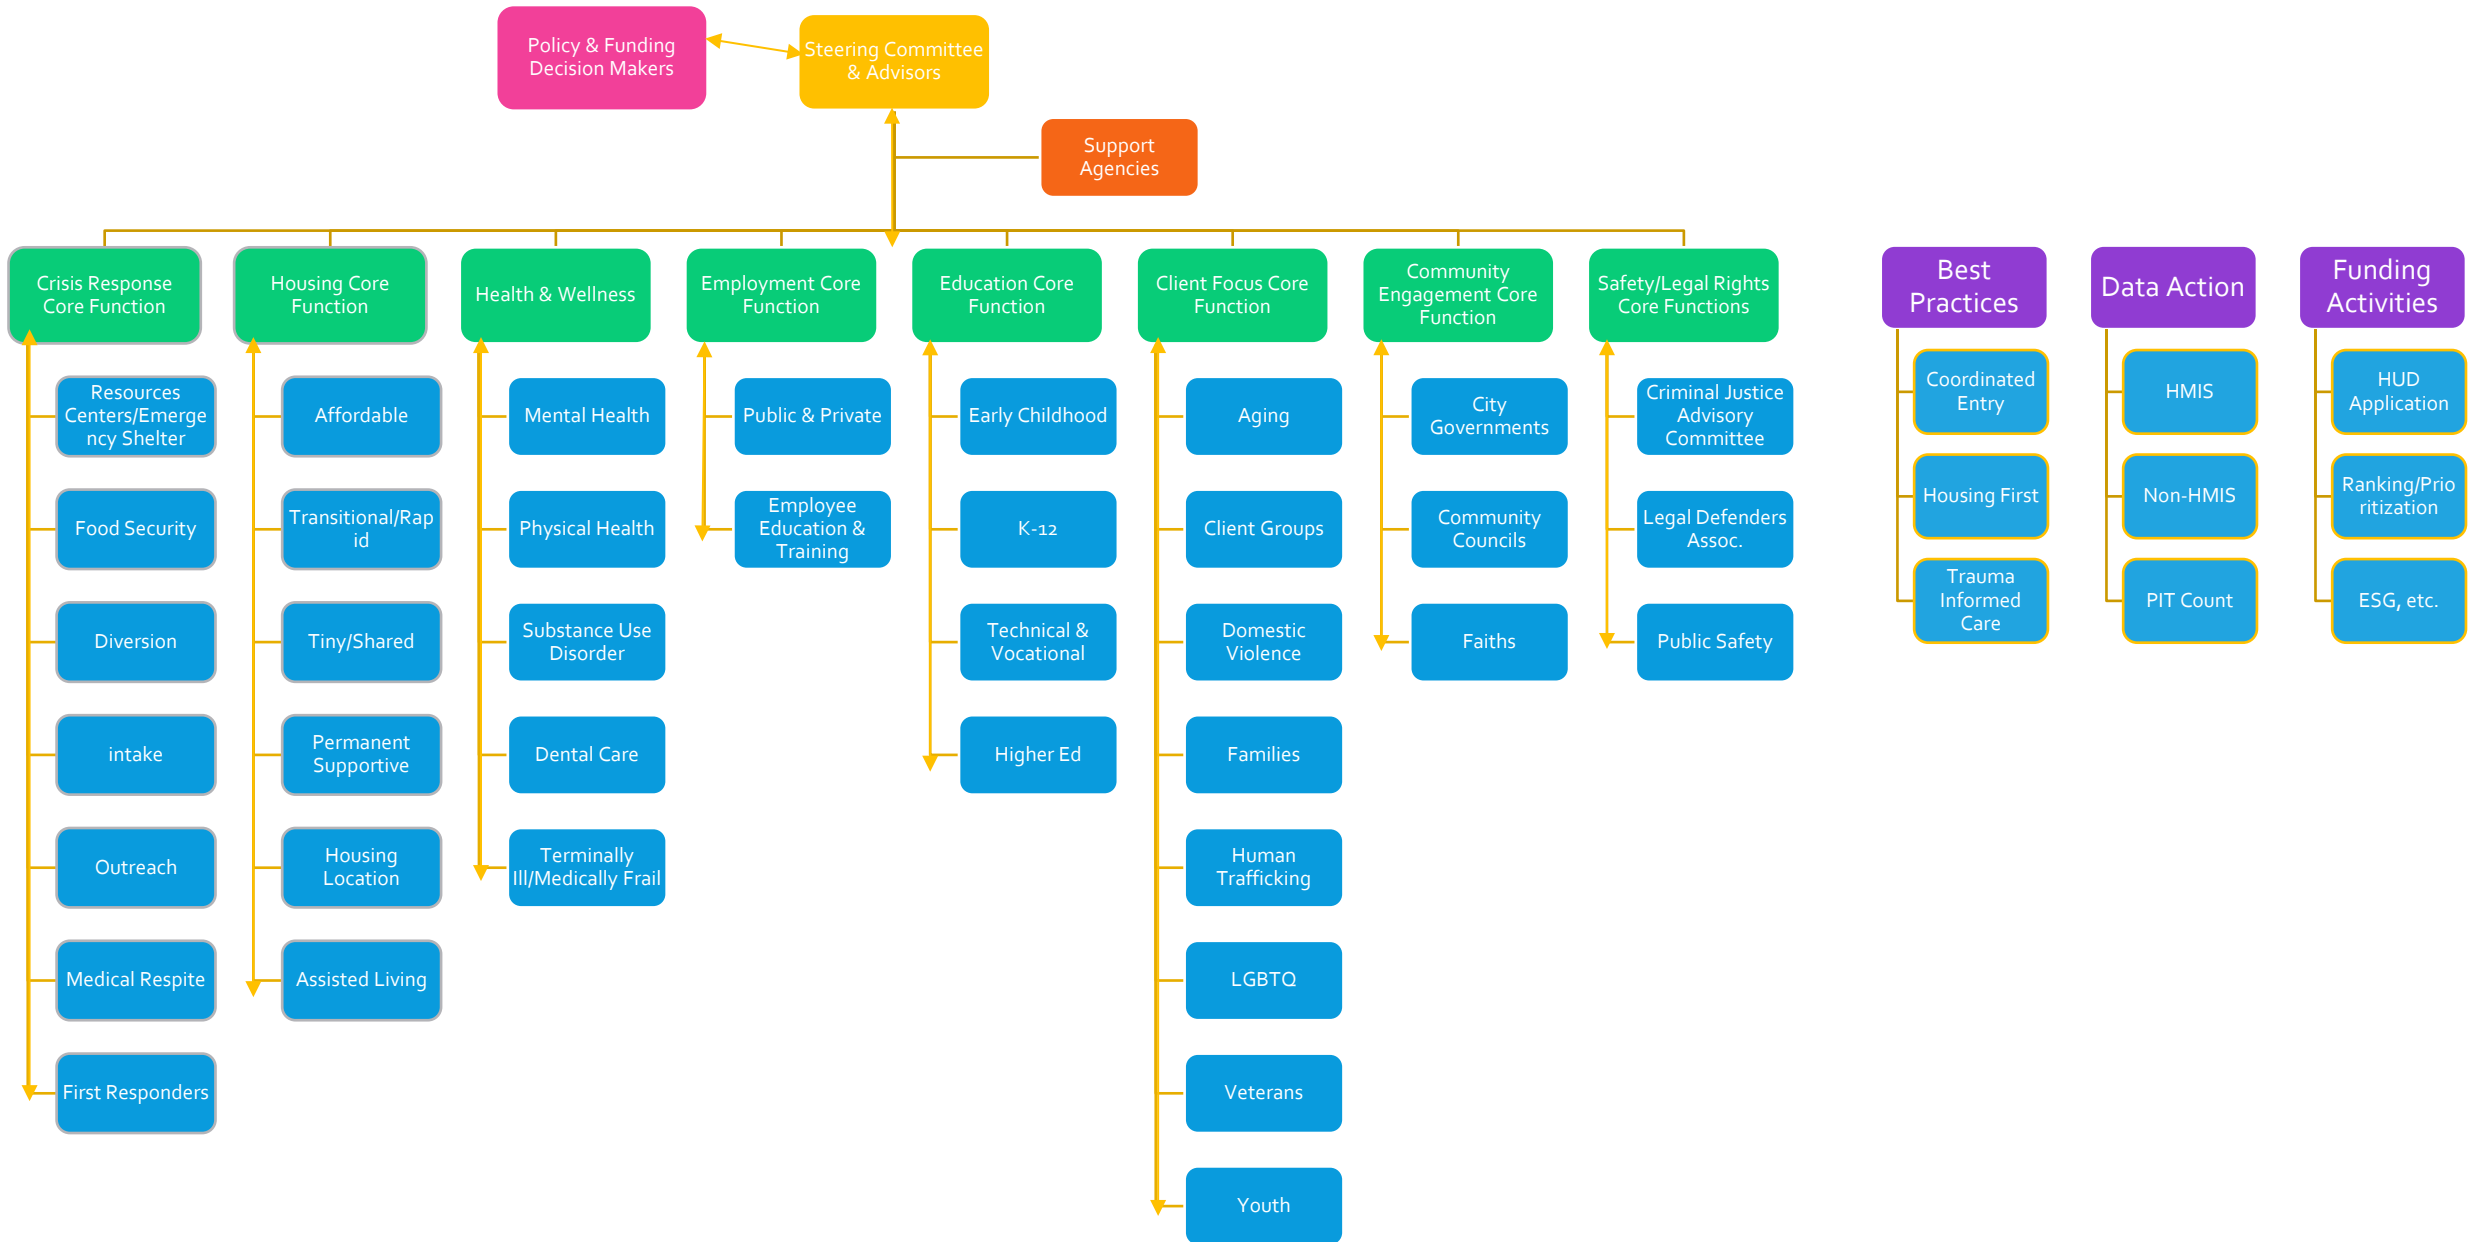 Policy & Funding
Decision Makers
Steering Committee
& Advisors
Support
Agencies
Crisis Response
Core Function
Resources
Centers/Emerge
ncy Shelter
Food Security
Diversion
intake
Outreach
Medical Respite
First Responders
Housing Core
Function
Affordable
Transitional/Rap
id
Tiny/Shared
Permanent
Supportive
Housing
Location
Assisted Living
Health & Wellness
Mental Health
Physical Health
Substance Use
Disorder
Dental Care
Terminally
Ill/Medically Frail
Employment Core
Function
Public & Private
Employee
Education &
Training
Education Core
Function
Early Childhood
K-12
Technical &
Vocational
Higher Ed
Client Focus Core
Function
Aging
Client Groups
Domestic
Violence
Families
Human
Trafficking
LGBTQ
Veterans
Youth
Community
Engagement Core
Function
City
Governments
Community
Councils
Faiths
Safety/Legal Rights
Core Functions
Criminal Justice
Advisory
Committee
Legal Defenders
Assoc.
Public Safety
Best
Practices
Coordinated
Entry
Housing First
Trauma
Informed
Care
Data Action
HMIS
Non-HMIS
PIT Count
Funding
Activities
HUD
Application
Ranking/Prio
ritization
ESG, etc.